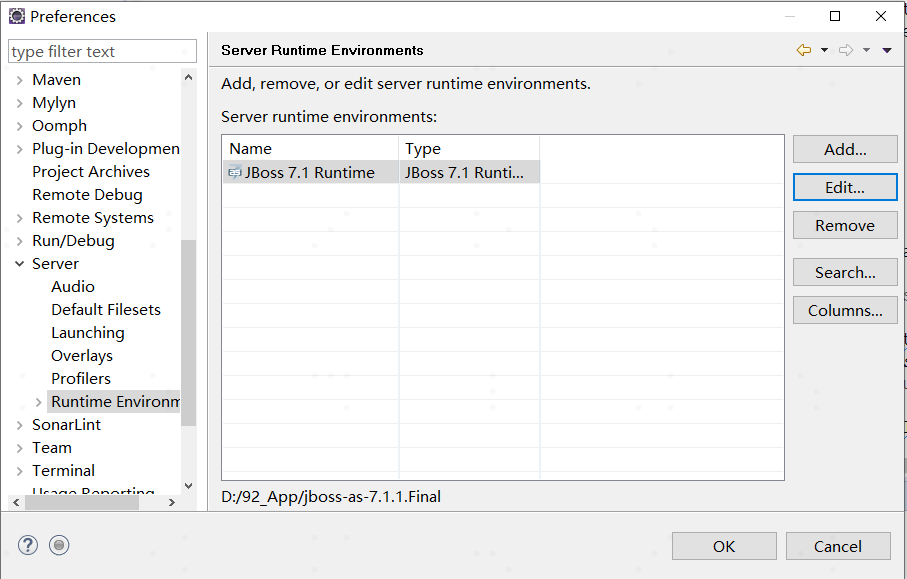 Preferences
type filter text
Maven
Mylyn
Oomph
Plug-in Developmen
Project Archives
Remote Debug
Remote Systems
Run/Debug
Server
Audio
Default Filesets
Launching
Overlays
Profilers
Runtime Environm
SonarLint
Team
Terminal
Usage Reporting
Server Runtime Environments
Add, remove, or edit server runtime environments.
Server runtime environments:
Name Type
JBoss 7.1 Runtime JBoss 7.1 Runti...
Add...
Edit...
Remove
Search...
Columns...
D:/92_App/jboss-as-7.1.1.Final
?
OK Cancel